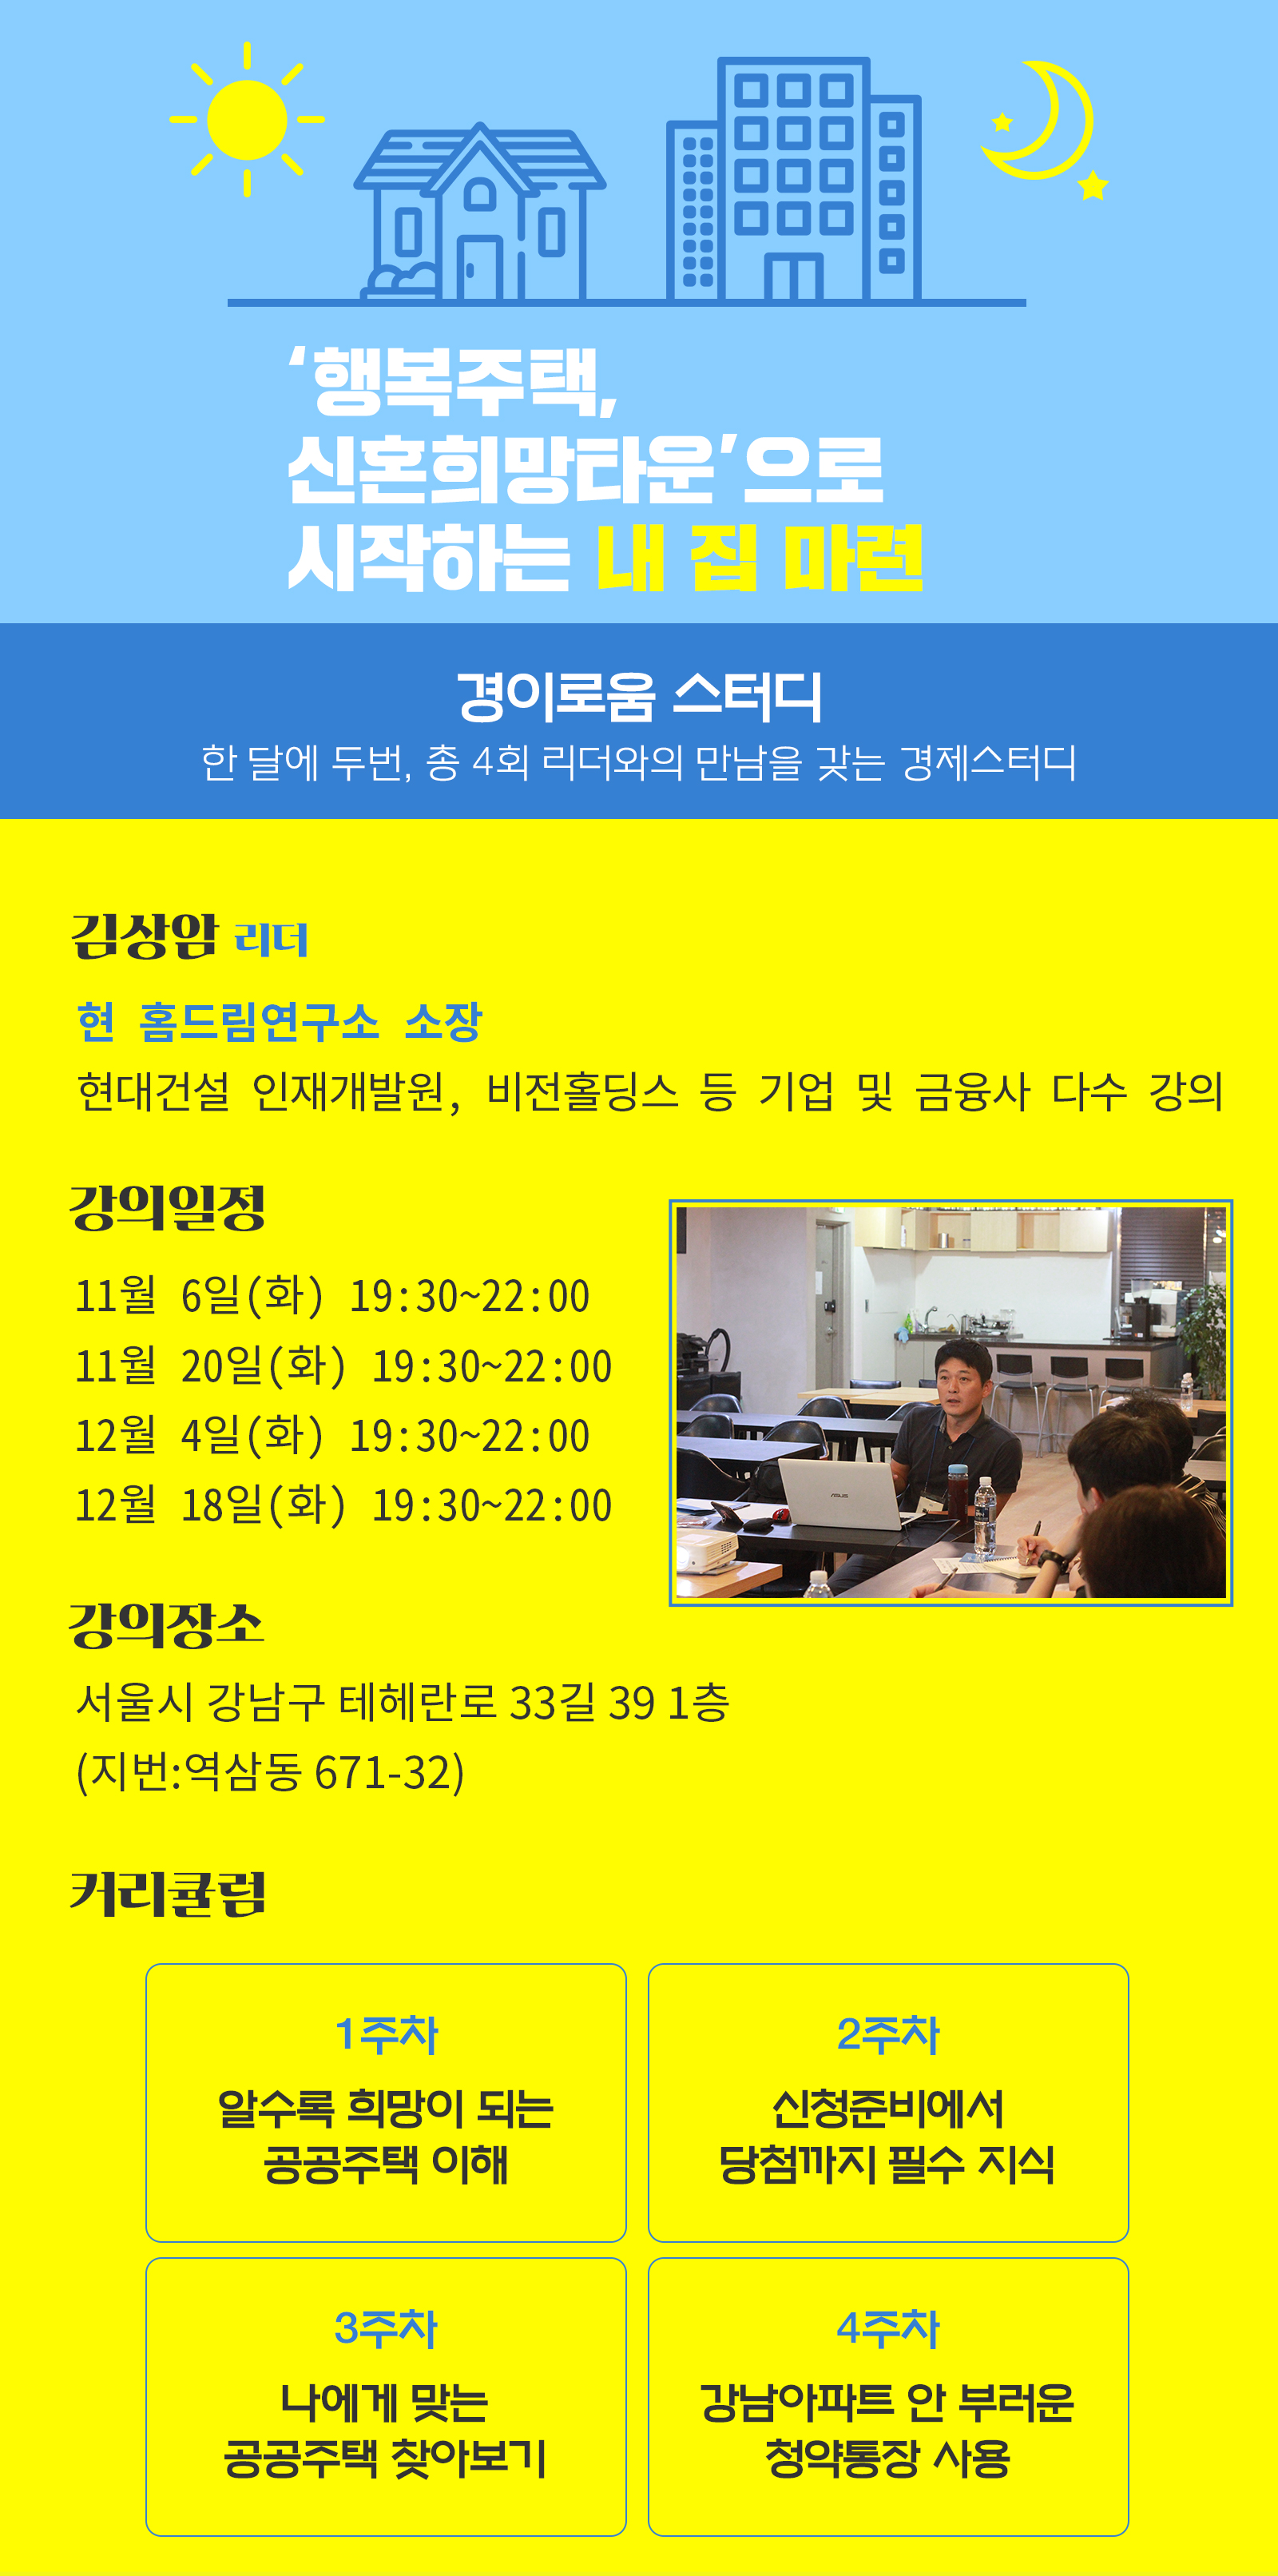 ‘행복주택,
신혼희망타운’으로
시작하는 내 집 마련
경이로움 스터디
한 달에 두번, 총 4회 리더와의 만남을 갖는 경제스터디
김상암 리더
현 홈드림연구소 소장
현대건설 인재개발원, 비전홀딩스 등 기업 및 금융사 다수 강의
강의일정
11월 6일(화) 19:30~22:00
11월 20일(화) 19:30~22:00
12월 4일(화) 19:30~22:00
12월 18일(화) 19:30~22:00
ASUS
강의장소
서울시 강남구 테헤란로 33길 39 1층
(지번:역삼동 671-32)
커리큘럼
1주차
알수록 희망이 되는
공공주택 이해
2주차
신청준비에서
당첨까지 필수 지식
3주차
나에게 맞는
공공주택 찾아보기
4주차
강남아파트 안 부러운
청약통장 사용